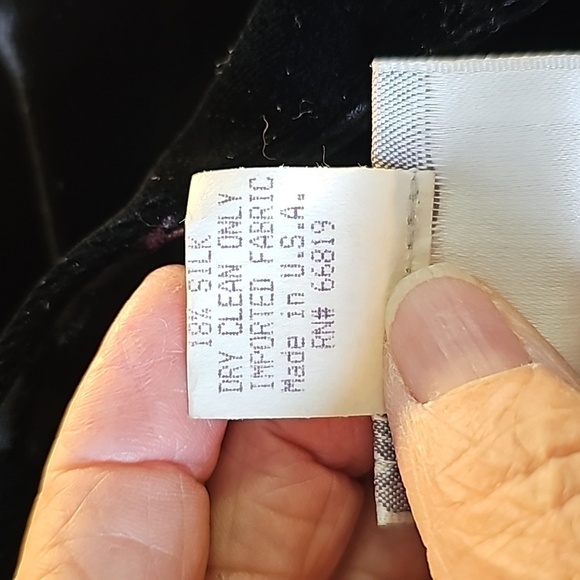 18% SILK
DRY CLEAN ONLY
IMPORTED FABRIC
Made in U.S.A.
RN# 66819